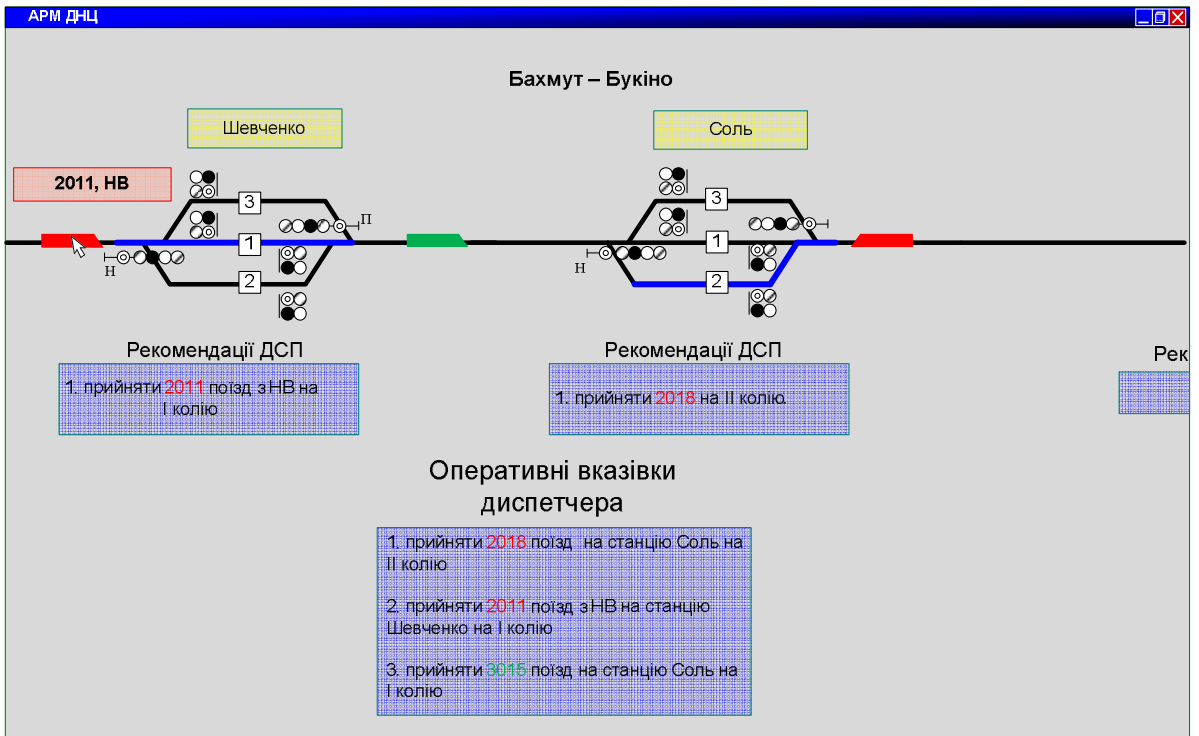 АРМ ДНЦ
Бахмут – Букіно
Шевченко
Соль
2011, НВ
3
1
2
П
Н
3
1
2
Н
Рекомендації ДСП
1. прийняти 2011 поїзд з НВ на
І колію
Рекомендації ДСП
1. прийняти 2018 на ІІ колію.
Рек
Оперативні вказівки
диспетчера
1. прийняти 2018 поїзд на станцію Соль на
ІІ колію
2. прийняти 2011 поїзд з НВ на станцію
Шевченко на І колію
3. прийняти 3015 поїзд на станцію Соль на
І колію